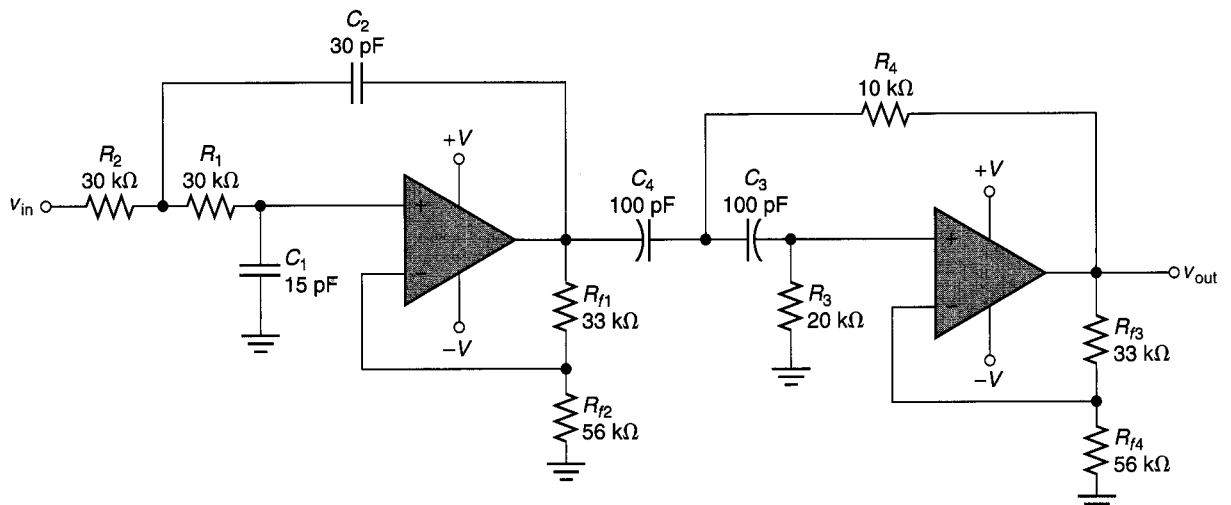 C2
30 pF
R4
10 kΩ
+V
R2
30 kΩ
R1
30 kΩ
C4
100 pF
C3
100 pF
+V
vin
+
+
C1
15 pF
−
Rf1
33 kΩ
R3
20 kΩ
−
vout
−V
Rf3
33 kΩ
−V
Rf2
56 kΩ
Rf4
56 kΩ